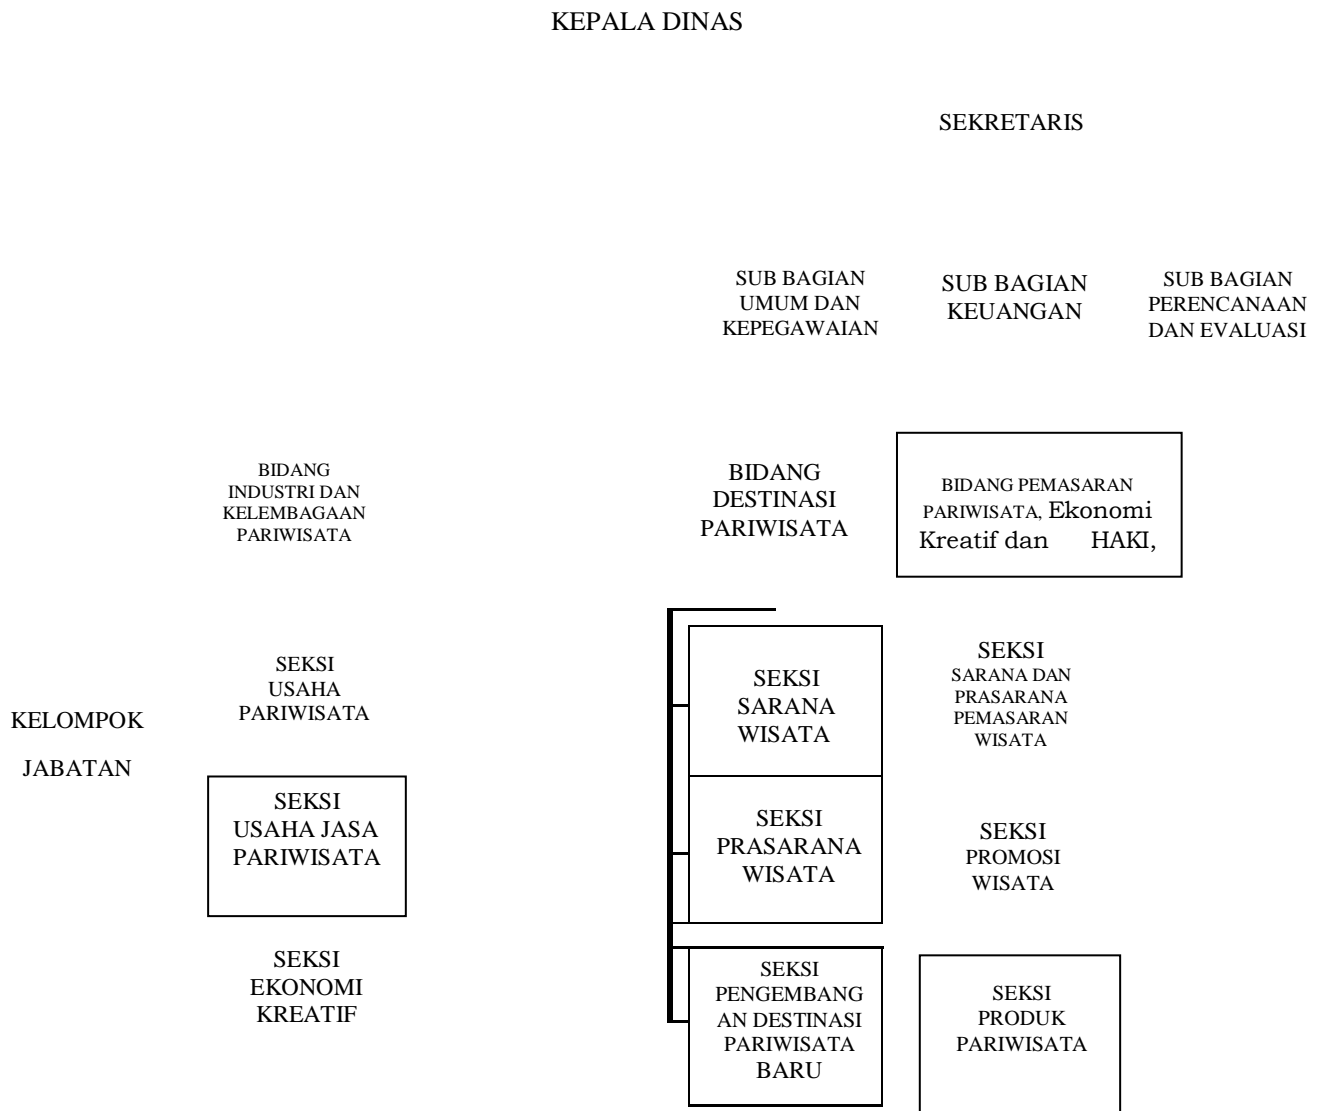 KEPALA DINAS
SEKRETARIS
SUB BAGIAN
UMUM DAN
KEPEGAWAIAN
SUB BAGIAN
KEUANGAN
SUB BAGIAN
PERENCANAAN
DAN EVALUASI
BIDANG
INDUSTRI DAN
KELEMBAGAAN
PARIWISATA
BIDANG
DESTINASI
PARIWISATA
BIDANG PEMASARAN
PARIWISATA, Ekonomi
Kreatif dan HAKI,
KELOMPOK
JABATAN
SEKSI
USAHA
PARIWISATA
SEKSI
USAHA JASA
PARIWISATA
SEKSI
EKONOMI
KREATIF
SEKSI
SARANA
WISATA
SEKSI
PRASARANA
WISATA
SEKSI
PENGEMBANG
AN DESTINASI
PARIWISATA
BARU
SEKSI
SARANA DAN
PRASARANA
PEMASARAN
WISATA
SEKSI
PROMOSI
WISATA
SEKSI
PRODUK
PARIWISATA